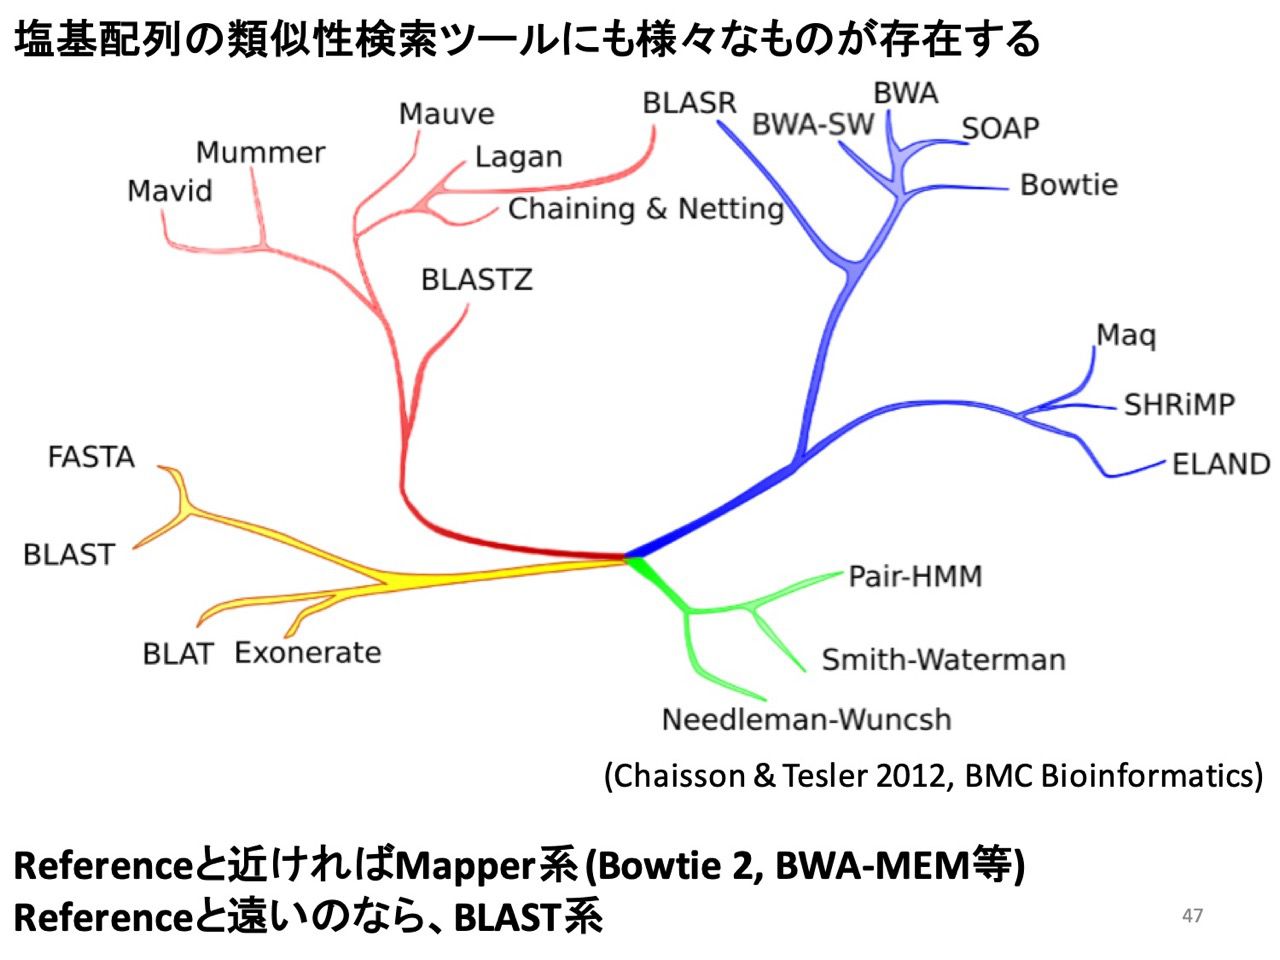 塩基配列の類似性検索ツールにも様々なものが存在する
BWA
BLASR
Mauve
BWA-SW
SOAP
Mummer
Lagan
Mavid
Bowtie
Chaining & Netting
BLASTZ
Maq
SHRiMP
FASTA
ELAND
BLAST
Pair-HMM
BLAT
Exonerate
Smith-Waterman
Needleman-Wuncsh
(Chaisson & Tesler 2012, BMC Bioinformatics)
Referenceと近ければMapper系 (Bowtie 2, BWA-MEM等)
Referenceと遠いのなら、BLAST系
47